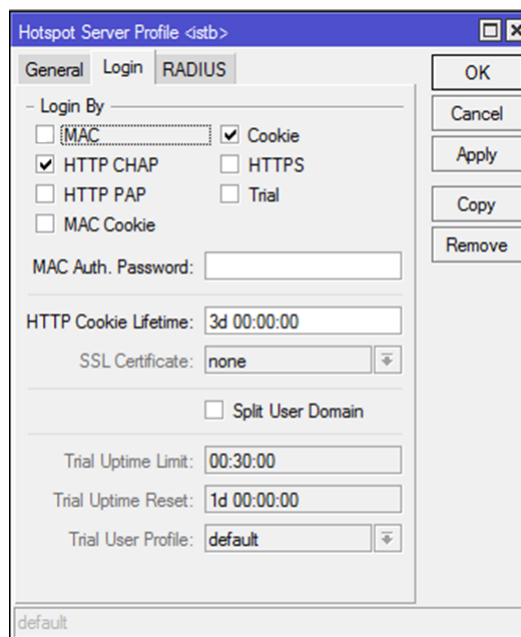 Hotspot Server Profile <istb>
General Login RADIUS
OK
Cancel
Apply
Copy
Remove
Login By
MAC Cookie
HTTP CHAP HTTPS
HTTP PAP Trial
MAC Cookie
MAC Auth. Password:
HTTP Cookie Lifetime: 3d 00:00:00
SSL Certificate: none
Split User Domain
Trial Uptime Limit: 00:30:00
Trial Uptime Reset: 1d 00:00:00
Trial User Profile: default
default